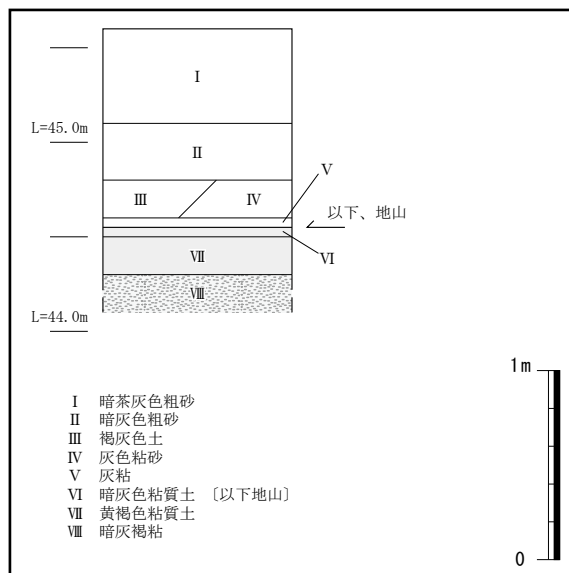 Ⅰ
L=45.0m
Ⅱ
Ⅴ
Ⅲ
Ⅳ
以下、地山
Ⅵ
Ⅶ
Ⅷ
L=44.0m
1m
Ⅰ 暗茶灰色粗砂
Ⅱ 暗灰色粗砂
Ⅲ 褐灰色土
Ⅳ 灰色粘砂
Ⅴ 灰粘
Ⅵ 暗灰色粘質土 〔以下地山〕
Ⅶ 黄褐色粘質土
Ⅷ 暗灰褐粘
0